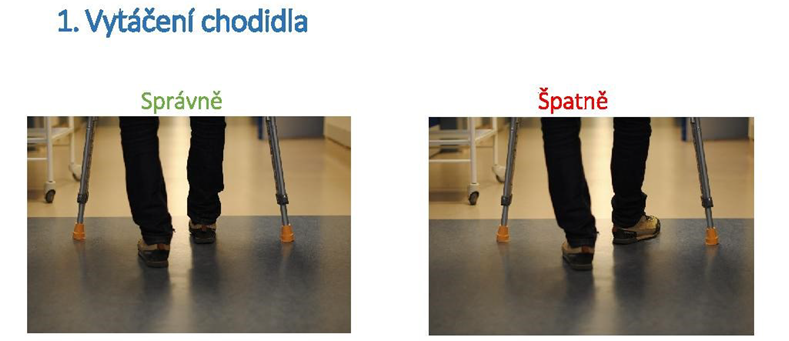 1. Vytáčení chodidla
Správně
Špatně